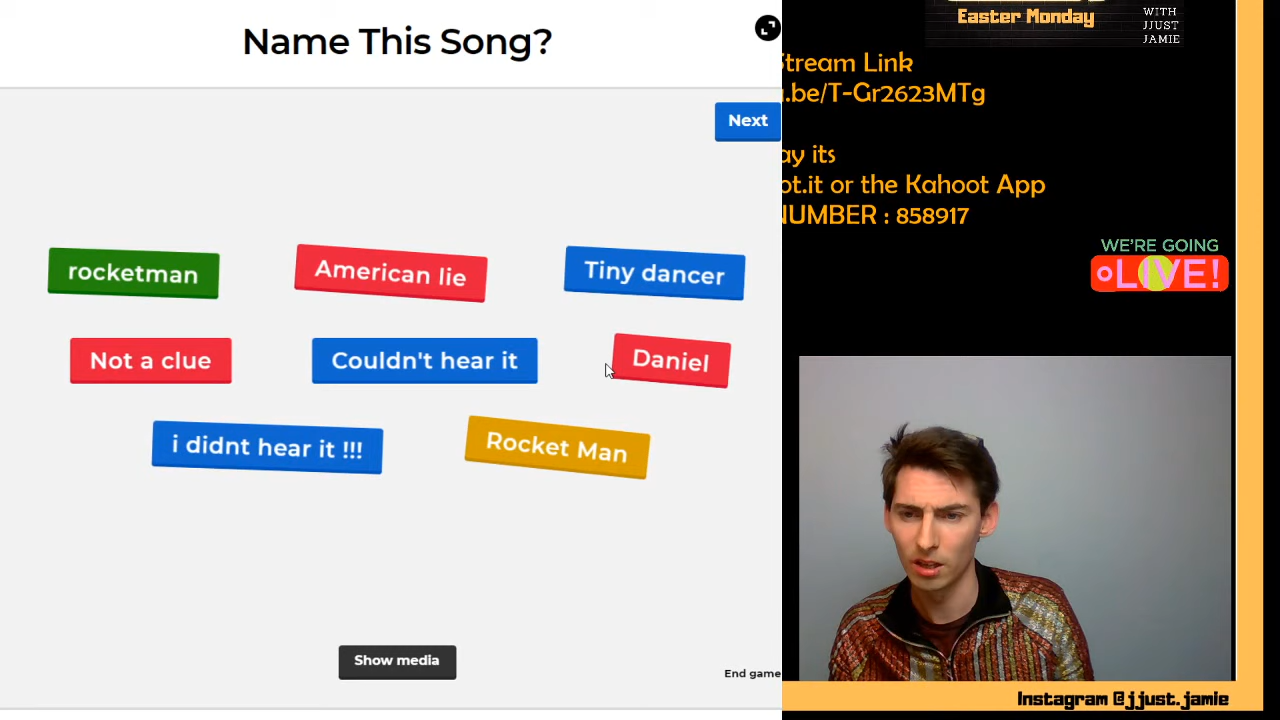 Name This Song?
Next
rocketman
American lie
Tiny dancer
Not a clue
Couldn't hear it
Daniel
i didnt hear it !!!
Rocket Man
Show media
End game
Easter Monday
WITH
JJUST
JAMIE
Stream Link
.be/T-Gr2623MTg
ay its
ot.it or the Kahoot App
NUMBER : 858917
WE'RE GOING
LIVE!
Instagram @jjust.jamie